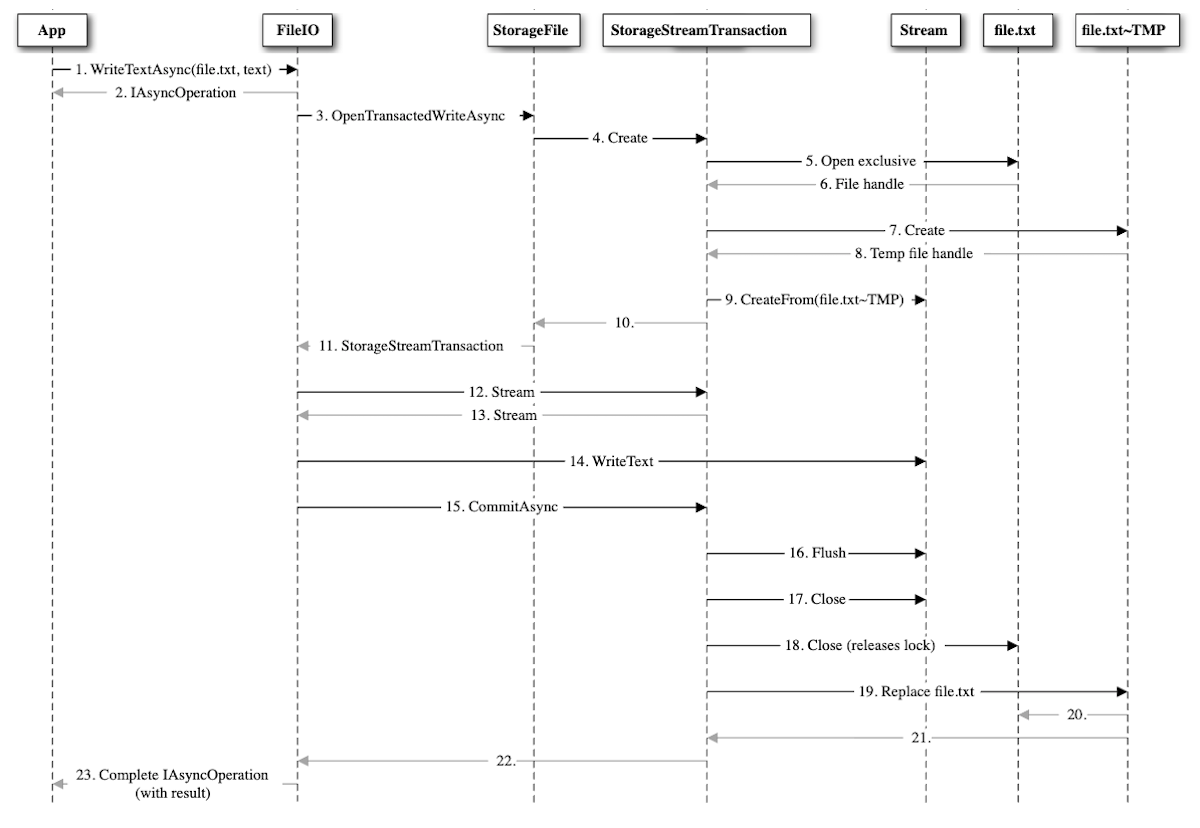 App
FileIO
StorageFile
StorageStreamTransaction
Stream
file.txt
file.txt~TMP
1. WriteTextAsync(file.txt, text)
2. IAsyncOperation
3. OpenTransactedWriteAsync
4. Create
5. Open exclusive
6. File handle
7. Create
8. Temp file handle
9. CreateFrom(file.txt~TMP)
10.
11. StorageStreamTransaction
12. Stream
13. Stream
14. WriteText
15. CommitAsync
16. Flush
17. Close
18. Close (releases lock)
19. Replace file.txt
20.
21.
22.
23. Complete IAsyncOperation
(with result)